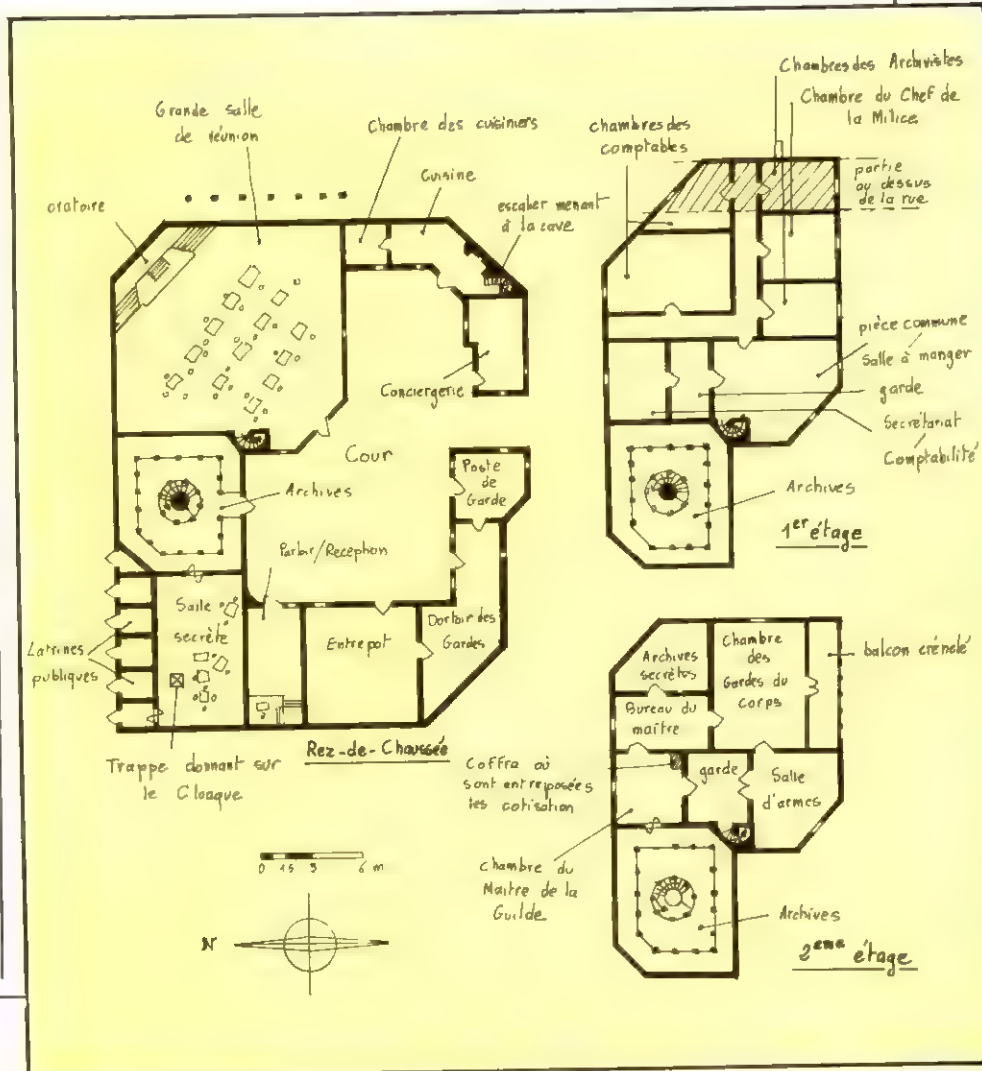 Grande salle
de réunion
Chambre des cuisiniers
Cuisine
oratoire
escalier menant
à la cave
Conciergerie
Cour
Archives
Poste
de
Garde
Parloir/Réception
Salle
secrète
Entrepot
Dortoir des
Gardes
Latrines
publiques
Rez-de-Chaussée
Trappe donnant sur
le Cloaque
0 1.5 3 6 m
N
Chambres des Archivistes
Chambre du Chef de
la Milice
chambres des
comptables
partie
au dessus
de la rue
pièce commune
Salle à manger
garde
Secrétariat
Comptabilité
Archives
1er étage
Archives
secrètes
Chambre
des
Gardes du
corps
balcon crénelé
Bureau du
maître
Coffre où
sont entreposées
les cotisation
garde
Salle
d'armes
chambre du
Maitre de la
Guilde
Archives
2eme étage